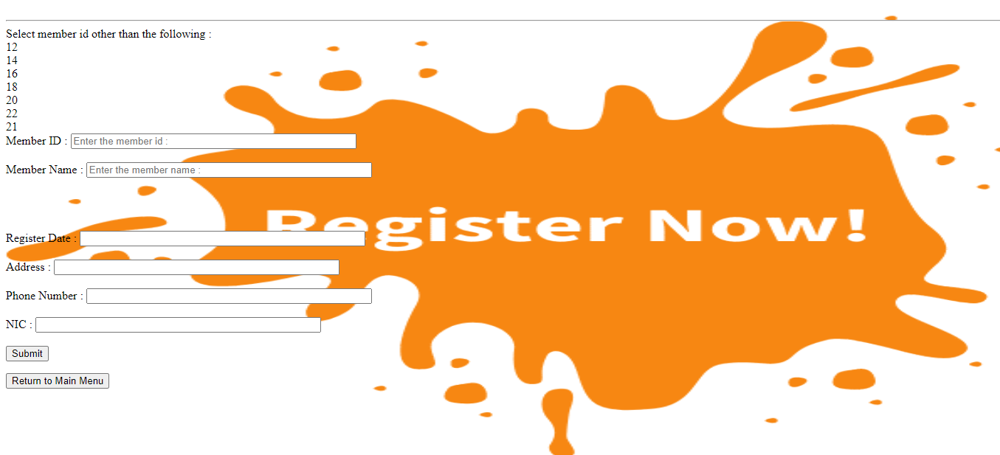 Select member id other than the following :
12
14
16
18
20
22
21
Member ID : Enter the member id :
Member Name : Enter the member name :
Register Now!
Register Date :
Address :
Phone Number :
NIC :
Submit
Return to Main Menu